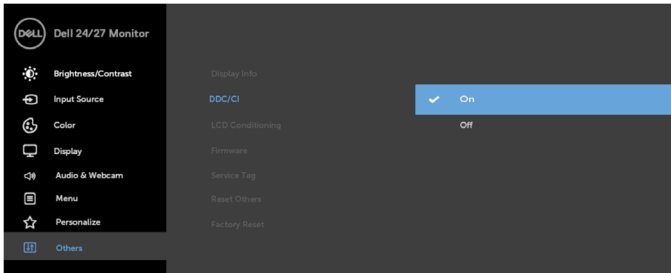 DELL Dell 24/27 Monitor
Brightness/Contrast
Input Source
Color
Display
Audio & Webcam
Menu
Personalize
Others
Display Info
DDC/CI
LCD Conditioning
Firmware
Service Tag
Reset Others
Factory Reset
On
Off